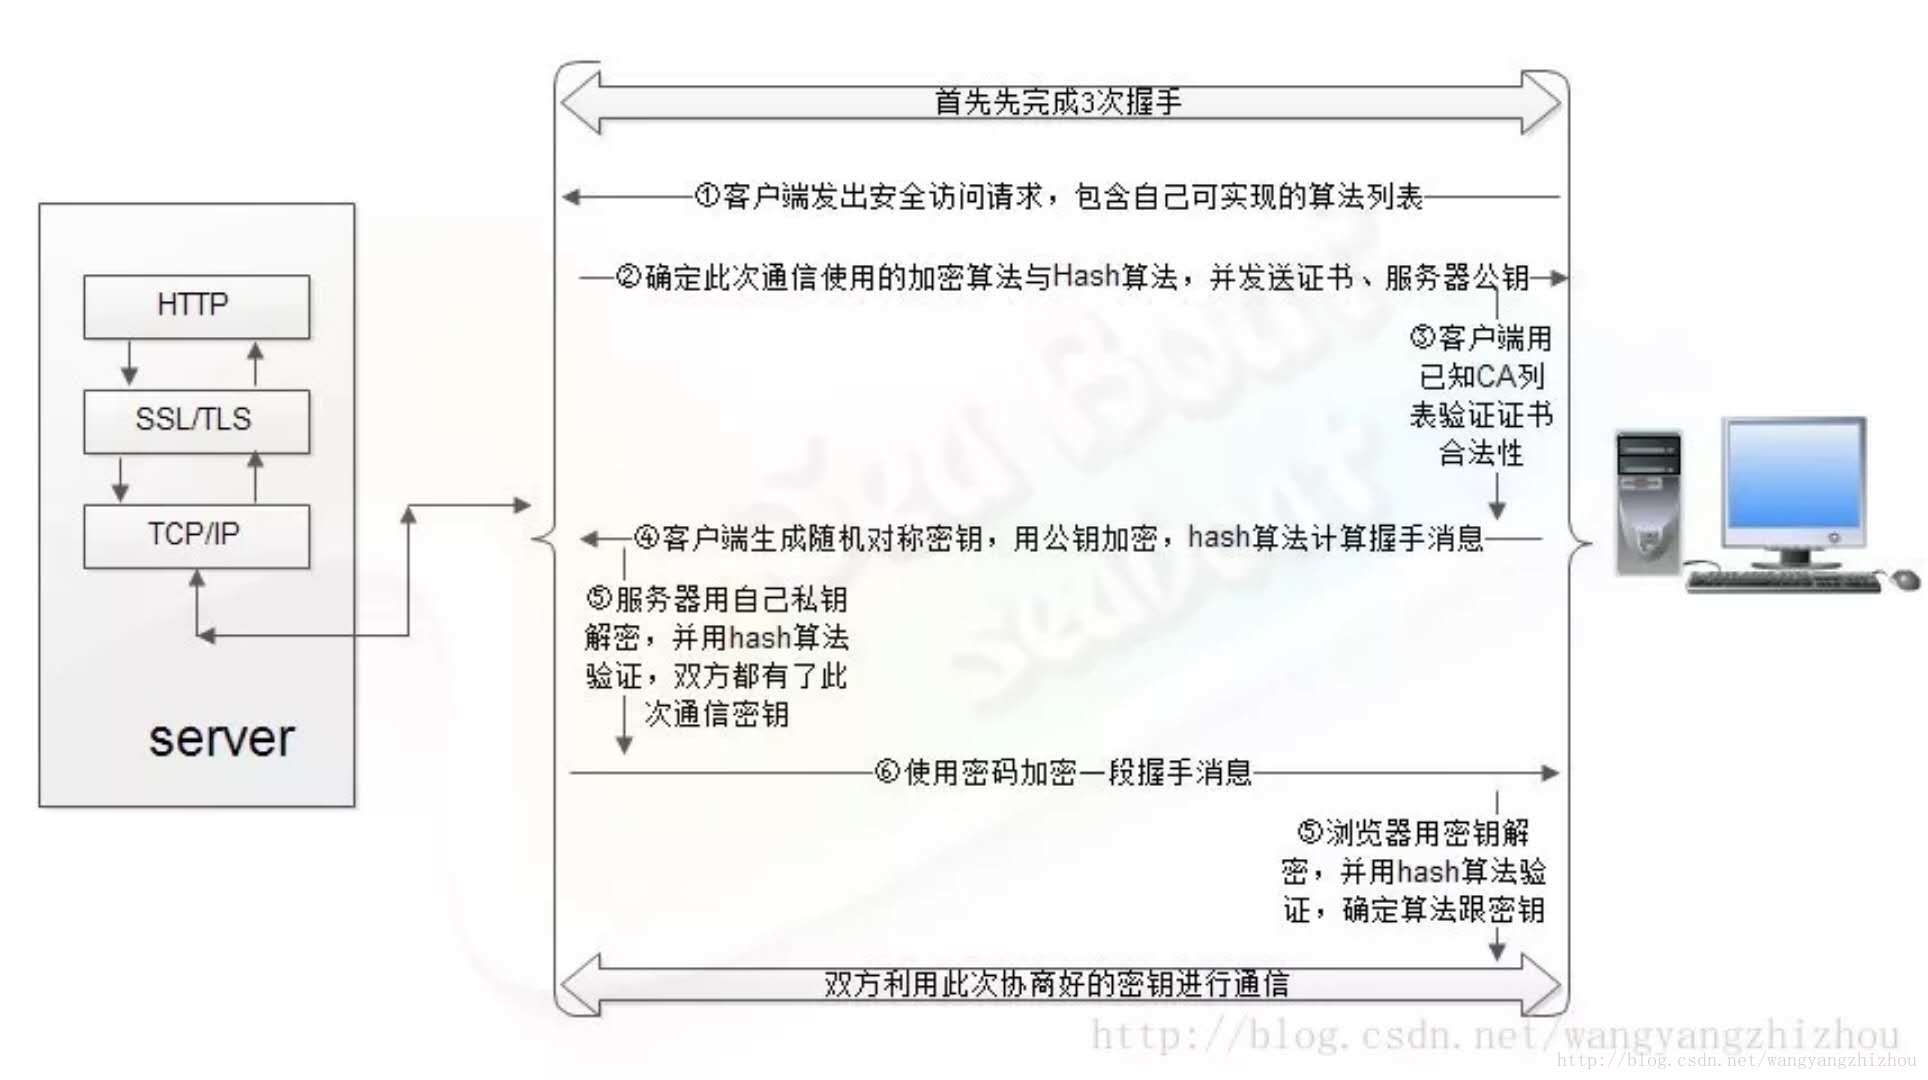 首先先完成3次握手
①客户端发出安全访问请求，包含自己可实现的算法列表
②确定此次通信使用的加密算法与Hash算法，并发送证书、服务器公钥
③客户端用
已知CA列
表验证证书
合法性
HTTP
SSL/TLS
TCP/IP
server
④客户端生成随机对称密钥，用公钥加密，hash算法计算握手消息
⑤服务器用自己私钥
解密，并用hash算法
验证，双方都有了此
次通信密钥
⑥使用密码加密一段握手消息
⑤浏览器用密钥解
密，并用hash算法验
证，确定算法跟密钥
双方利用此次协商好的密钥进行通信
http://blog.csdn.net/wangyangzhizhou
http://blog.csdn.net/wangyangzhizhou